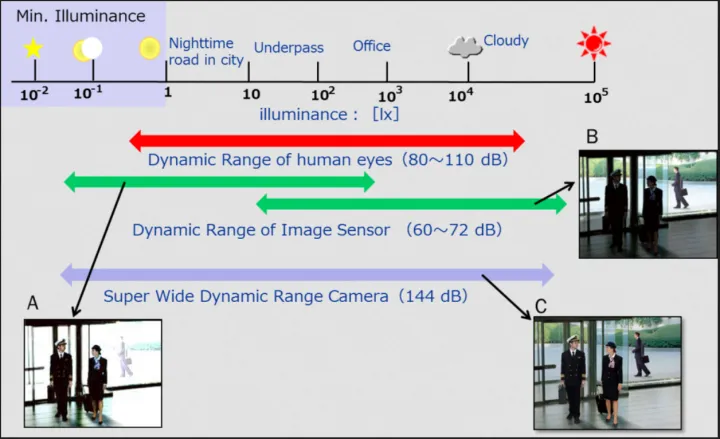 Min. Illuminance
Nighttime
road in city
Underpass
Office
Cloudy
10-2
10-1
1
10
10²
10³
10⁴
10⁵
illuminance : [lx]
B
Dynamic Range of human eyes（80～110 dB）
Dynamic Range of Image Sensor （60～72 dB）
A
Super Wide Dynamic Range Camera（144 dB）
C